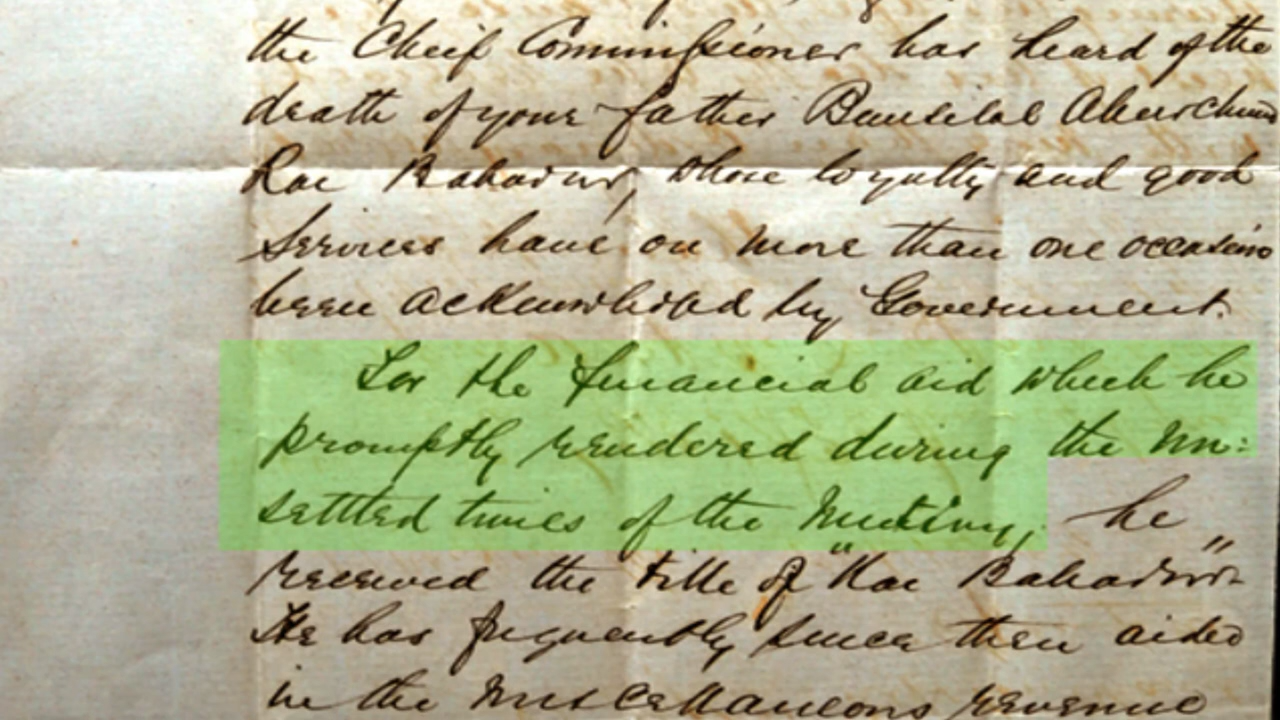 the Cheif Commissioner has heard of the
death of your father Bansilal Abeerchund
Rae Bahadur, whose loyalty and good
services have on more than one occasion
been acknowledged by Government.
For the financial aid which he
promptly rendered during the un:
settled times of the Mutiny, he
received the title of "Rae Bahadur"
He has frequently since then aided
in the miscellaneous revenue